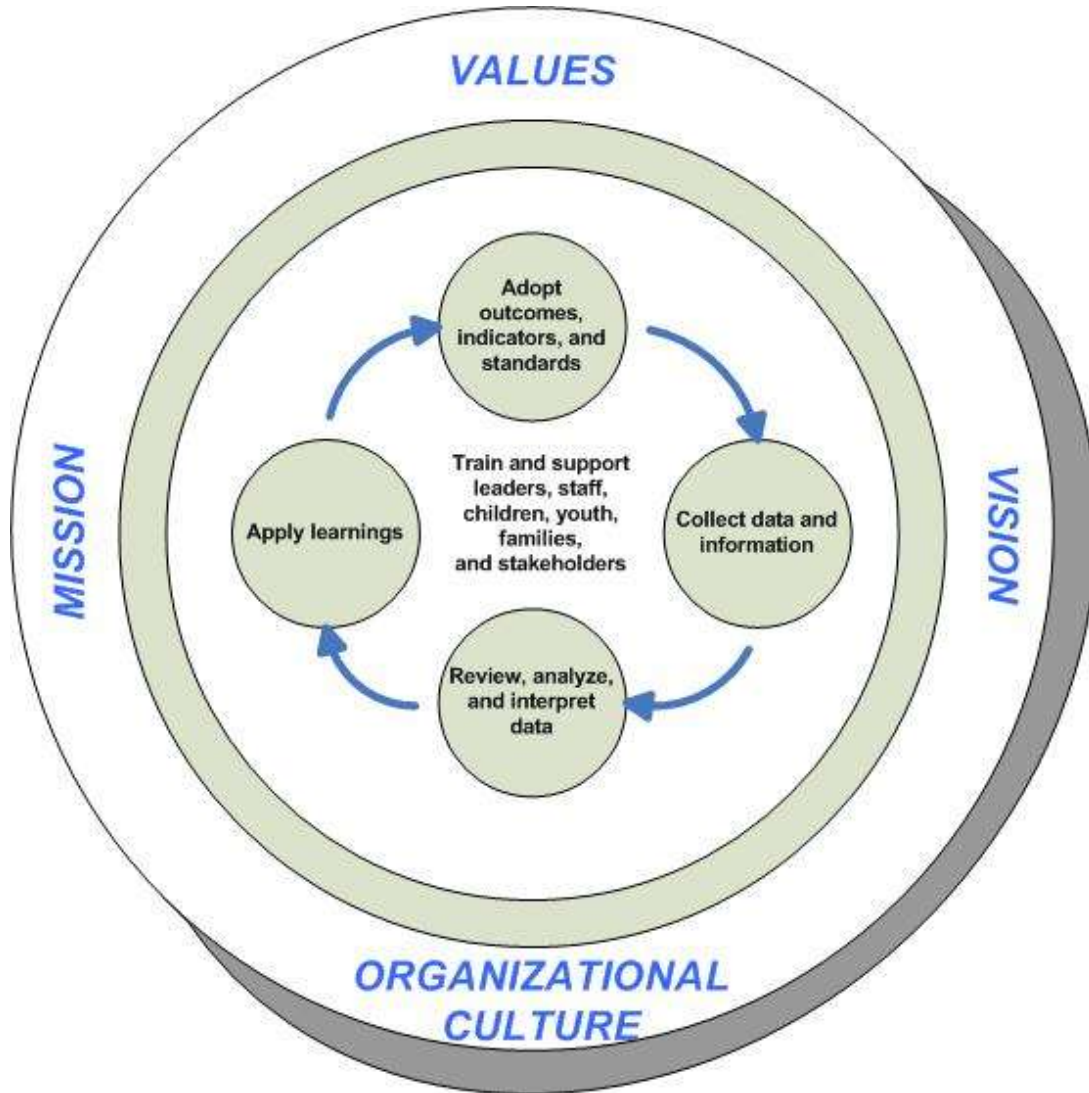 VALUES
Adopt
outcomes,
indicators, and
standards
MISSION
Apply learnings
Train and support
leaders, staff,
children, youth,
families,
and stakeholders
Collect data and
information
VISION
Review, analyze,
and interpret
data
ORGANIZATIONAL
CULTURE